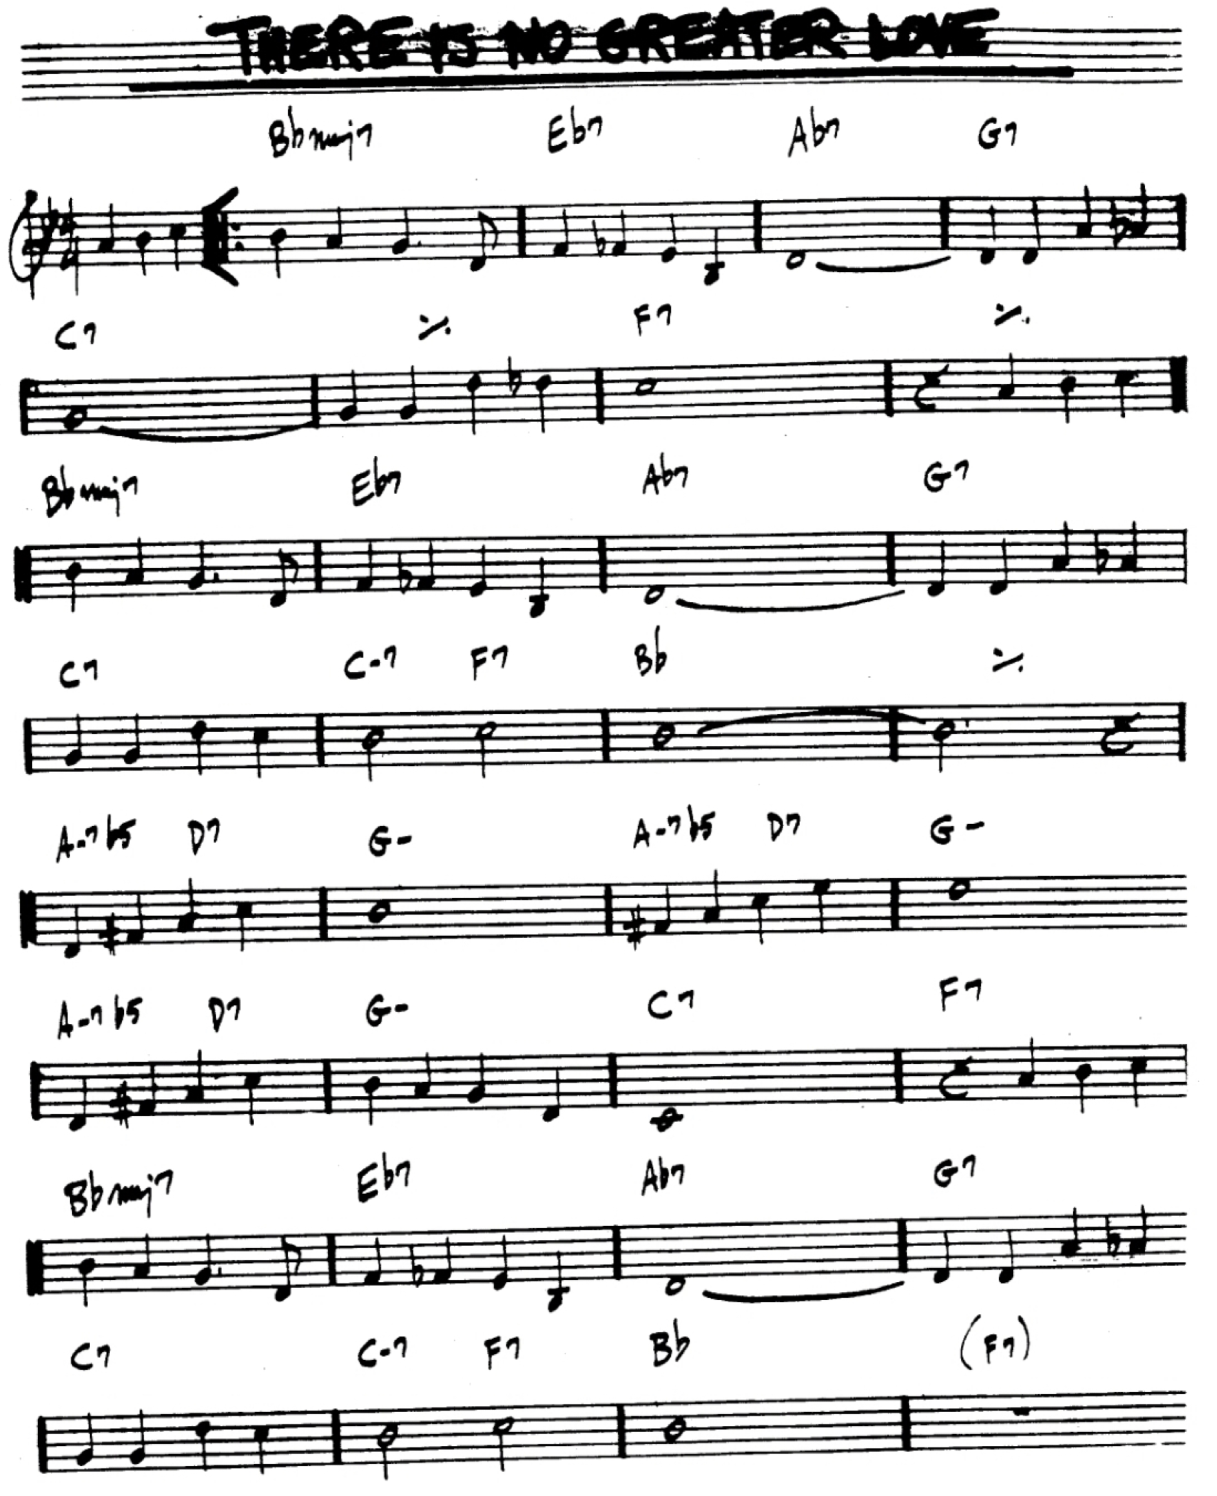 THERE IS NO GREATER LOVE
Bbmaj7 Eb7 Ab7 G7
C7 ٪ F7 ٪
Bbmaj7 Eb7 Ab7 G7
C7 C-7 F7 Bb ٪
A-7b5 D7 G- A-7b5 D7 G-
A-7b5 D7 G- C7 F7
Bbmaj7 Eb7 Ab7 G7
C7 C-7 F7 Bb (F7)